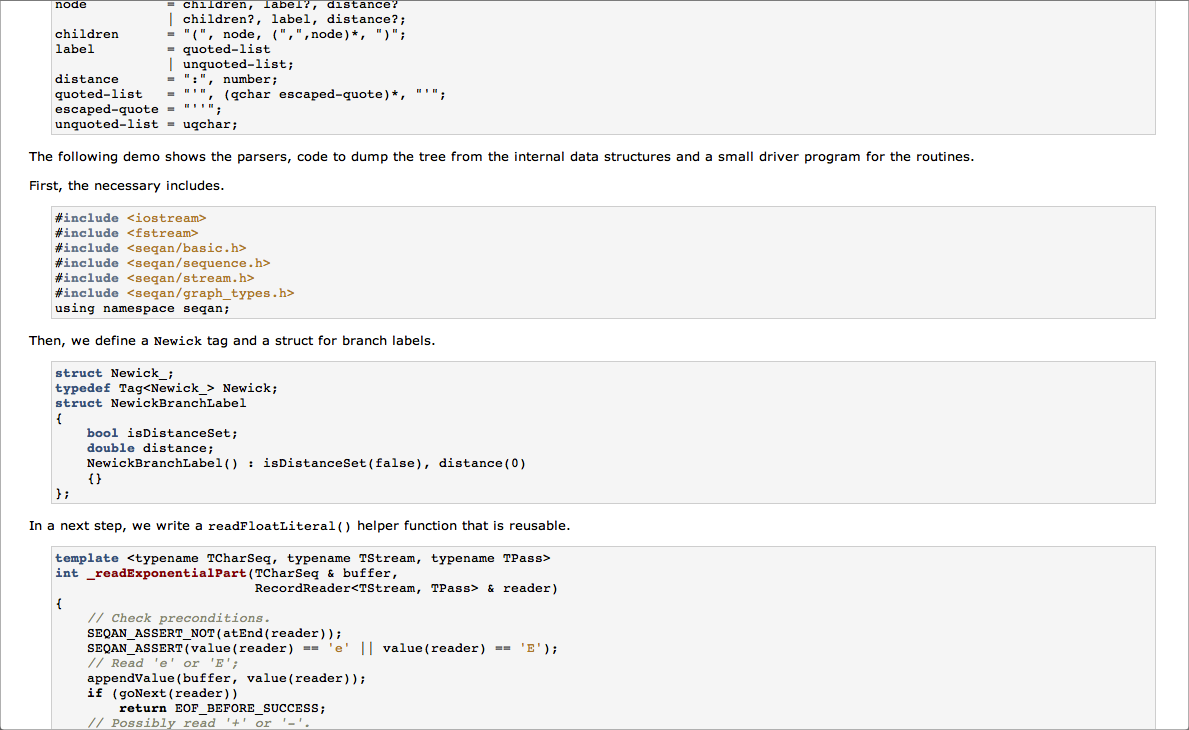 node          = children, label?, distance?
              | children?, label, distance?;
children      = "(", node, (",",node)*, ")";
label         = quoted-list
              | unquoted-list;
distance      = ":", number;
quoted-list   = "'", (qchar escaped-quote)*, "'";
escaped-quote = "''";
unquoted-list = uqchar;
The following demo shows the parsers, code to dump the tree from the internal data structures and a small driver program for the routines.
First, the necessary includes.
#include <iostream>
#include <fstream>
#include <seqan/basic.h>
#include <seqan/sequence.h>
#include <seqan/stream.h>
#include <seqan/graph_types.h>
using namespace seqan;
Then, we define a Newick tag and a struct for branch labels.
struct Newick_;
typedef Tag<Newick_> Newick;
struct NewickBranchLabel
{
    bool isDistanceSet;
    double distance;
    NewickBranchLabel() : isDistanceSet(false), distance(0)
    {}
};
In a next step, we write a readFloatLiteral() helper function that is reusable.
template <typename TCharSeq, typename TStream, typename TPass>
int _readExponentialPart(TCharSeq & buffer,
                         RecordReader<TStream, TPass> & reader)
{
    // Check preconditions.
    SEQAN_ASSERT_NOT(atEnd(reader));
    SEQAN_ASSERT(value(reader) == 'e' || value(reader) == 'E');
    // Read 'e' or 'E';
    appendValue(buffer, value(reader));
    if (goNext(reader))
        return EOF_BEFORE_SUCCESS;
    // Possibly read '+' or '-'.